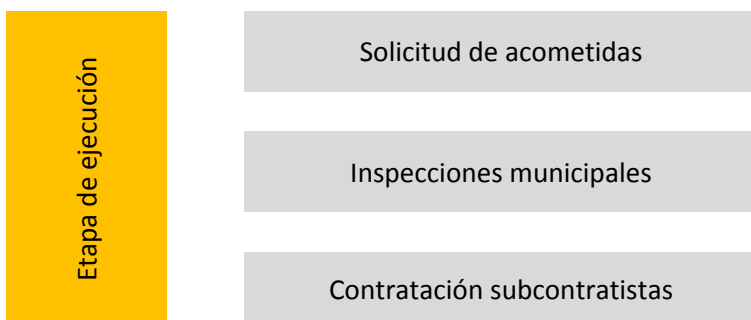 Etapa de ejecución
Solicitud de acometidas
Inspecciones municipales
Contratación subcontratistas